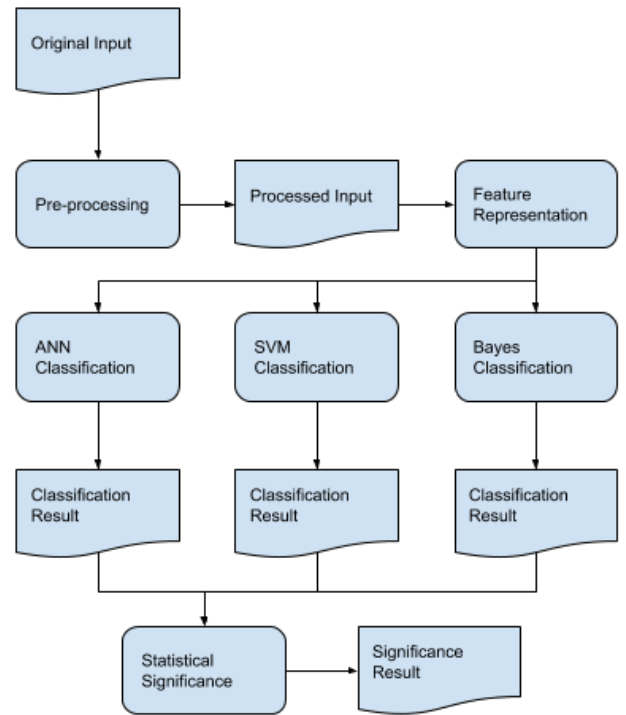 Original Input
Pre-processing
Processed Input
Feature
Representation
ANN
Classification
SVM
Classification
Bayes
Classification
Classification
Result
Classification
Result
Classification
Result
Statistical
Significance
Significance
Result